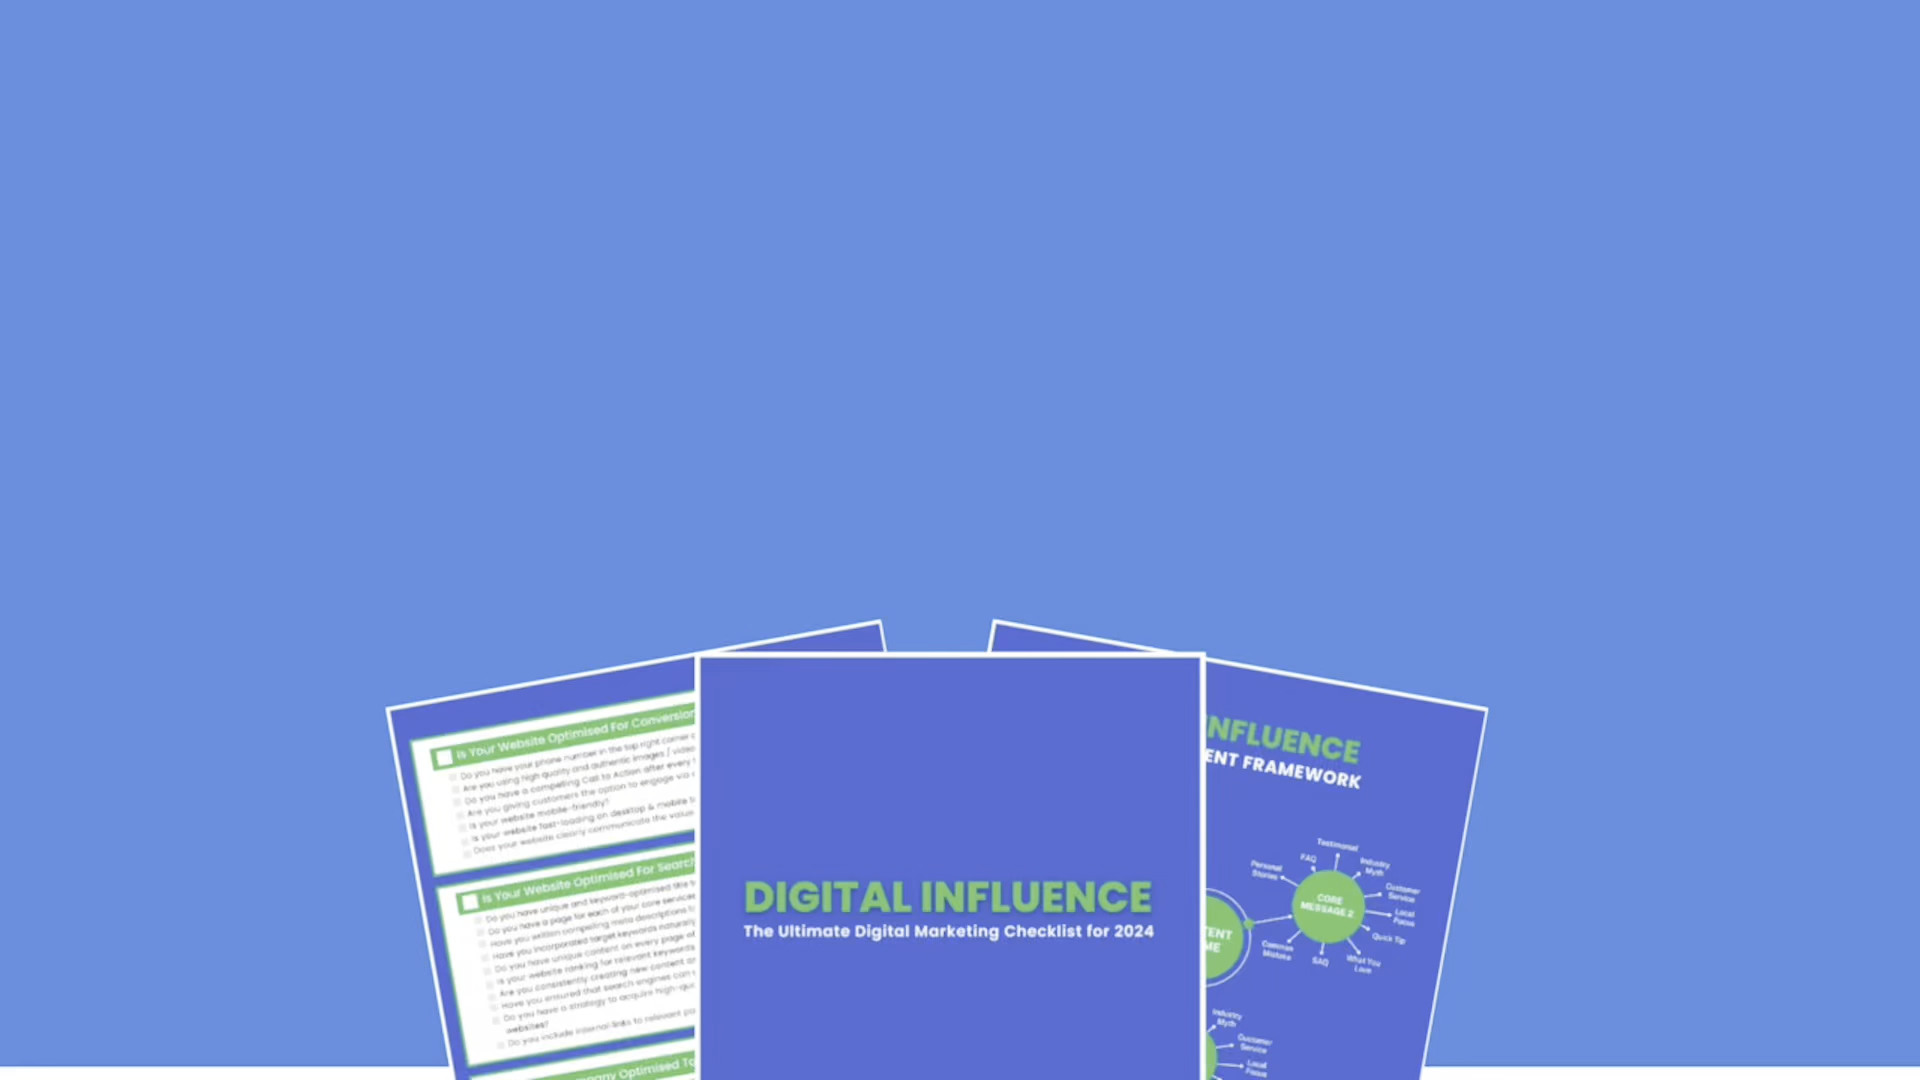 Is Your Website Optimised For Conversion
Do you have your phone number in the top right corner
Are you using high quality and authentic images / video
Do you have a compelling Call to Action after every
Are you giving customers the option to engage via
Is your website mobile-friendly?
Is your website fast-loading on desktop & mobile
Does your website clearly communicate the value
Is Your Website Optimised For Search
Do you have unique and keyword-optimised title
Do you have a page for each of your core services
Have you written compelling meta descriptions
Have you incorporated target keywords naturally
Do you have unique content on every page
Is your website ranking for relevant keywords
Are you consistently creating new content
Have you ensured that search engines can
Do you have a strategy to acquire high-qua
websites?
Do you include internal links to relevant
Optimised
DIGITAL INFLUENCE
The Ultimate Digital Marketing Checklist for 2024
NFLUENCE
ENT FRAMEWORK
Testimonial
FAQ
Industry
Myth
Personal
Stories
Customer
Service
CORE
MESSAGE 2
Local
Focus
Quick Tip
TENT
ME
Common
Mistake
SAQ
What You
Love
Industry
Myth
Customer
Service
Local
Focus